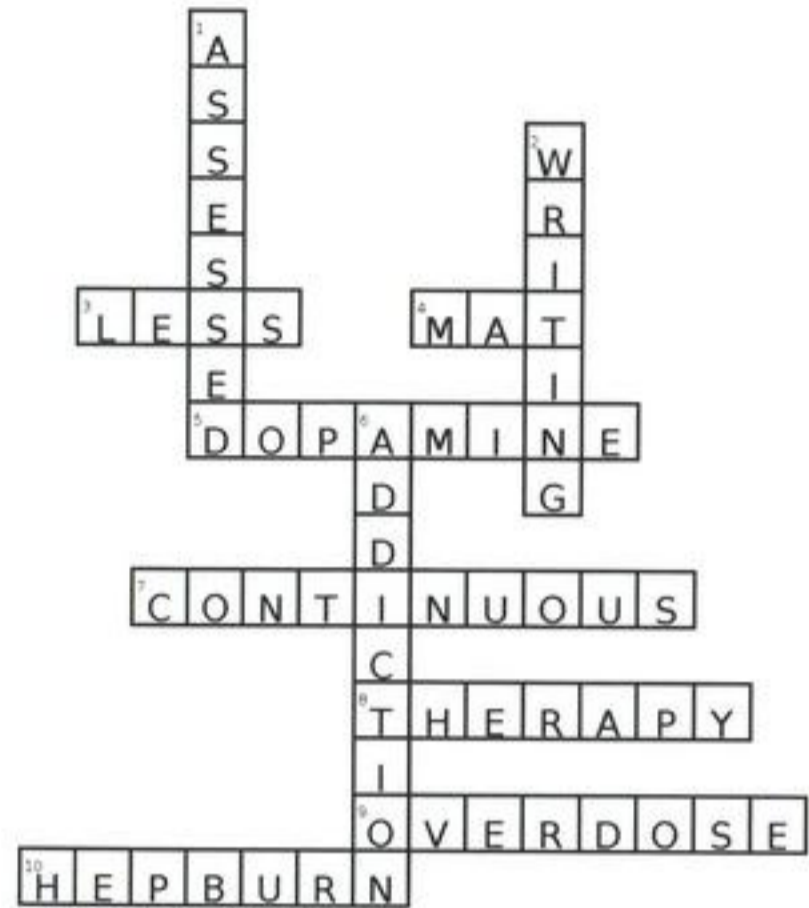 1 ASSESSED
2 WRITING
3 LESS
4 MAT
5 DOPAMINE
6 ADDICTION
7 CONTINUOUS
8 THERAPY
9 OVERDOSE
10 HEPBURN